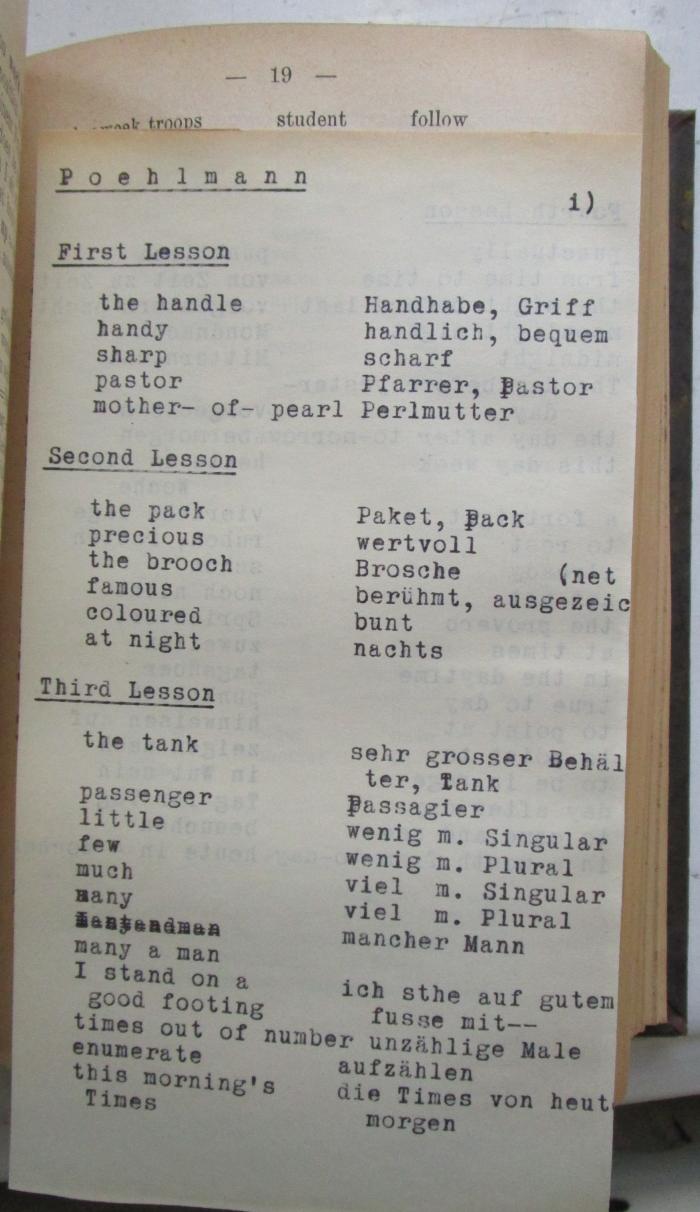 — 19 —
troops student follow
Poehlmann
i)
First Lesson
the handle Handhabe, Griff
handy handlich, bequem
sharp scharf
pastor Pfarrer, Pastor
mother- of- pearl Perlmutter
Second Lesson
the pack Paket, Pack
precious wertvoll
the brooch Brosche (net
famous berühmt, ausgezeic
coloured bunt
at night nachts
Third Lesson
the tank sehr grosser Behäl
ter, Tank
passenger Passagier
little wenig m. Singular
few wenig m. Plural
much viel m. Singular
many viel m. Plural
many a man mancher Mann
I stand on a ich sthe auf gutem
good footing fusse mit--
times out of number unzählige Male
enumerate aufzählen
this morning's die Times von heut
Times morgen